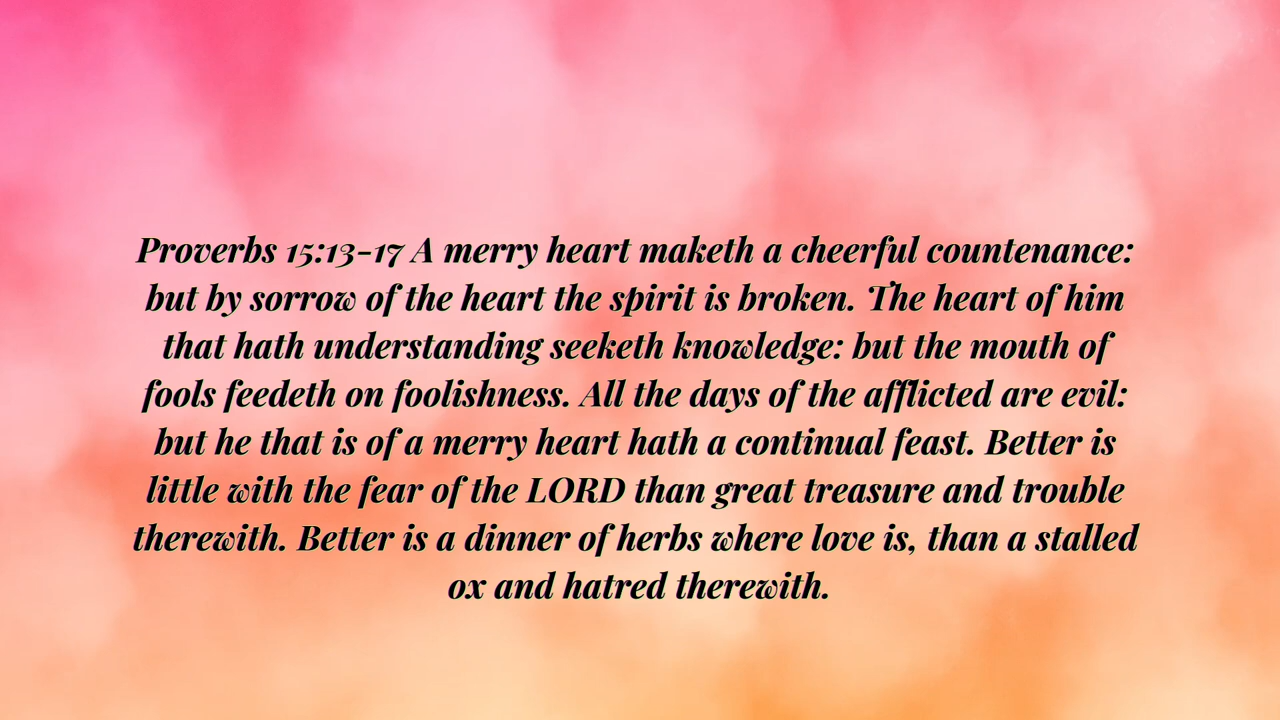 Proverbs 15:13-17 A merry heart maketh a cheerful countenance:
but by sorrow of the heart the spirit is broken. The heart of him
that hath understanding seeketh knowledge: but the mouth of
fools feedeth on foolishness. All the days of the afflicted are evil:
but he that is of a merry heart hath a continual feast. Better is
little with the fear of the LORD than great treasure and trouble
therewith. Better is a dinner of herbs where love is, than a stalled
ox and hatred therewith.